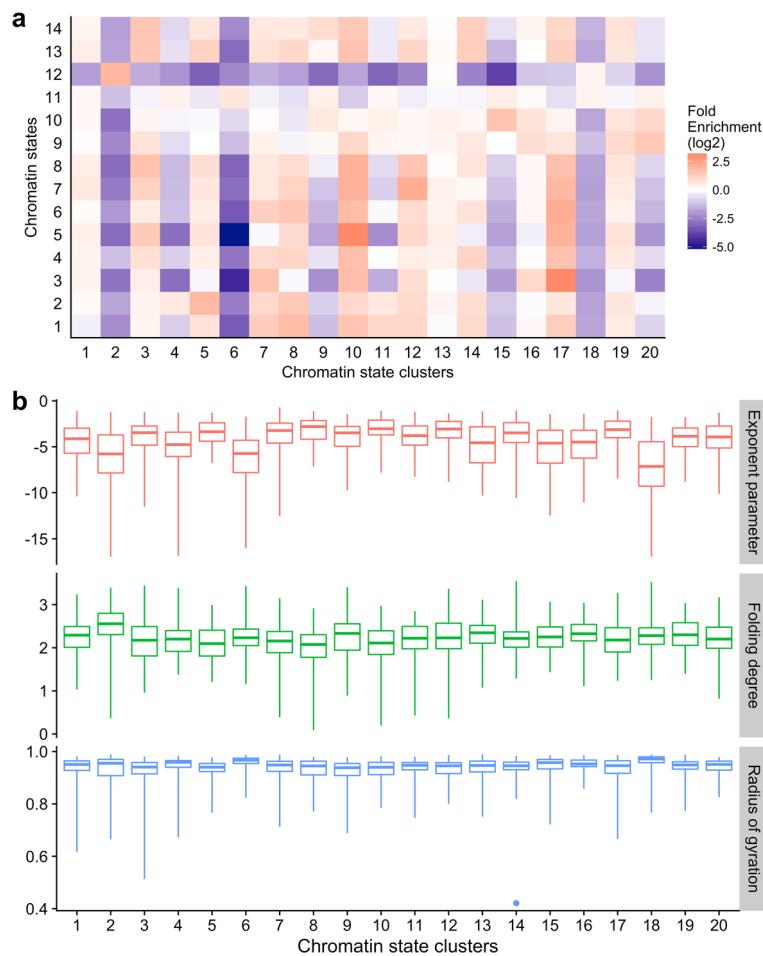 a
14
13
12
11
10
9
8
7
6
5
4
3
2
1
Chromatin states
1 2 3 4 5 6 7 8 9 10 11 12 13 14 15 16 17 18 19 20
Chromatin state clusters
Fold
Enrichment
(log2)
2.5
0.0
-2.5
-5.0
b
0
-5
-10
-15
Exponent parameter
3
2
1
0
Folding degree
1.0
0.8
0.6
0.4
Radius of gyration
1 2 3 4 5 6 7 8 9 10 11 12 13 14 15 16 17 18 19 20
Chromatin state clusters